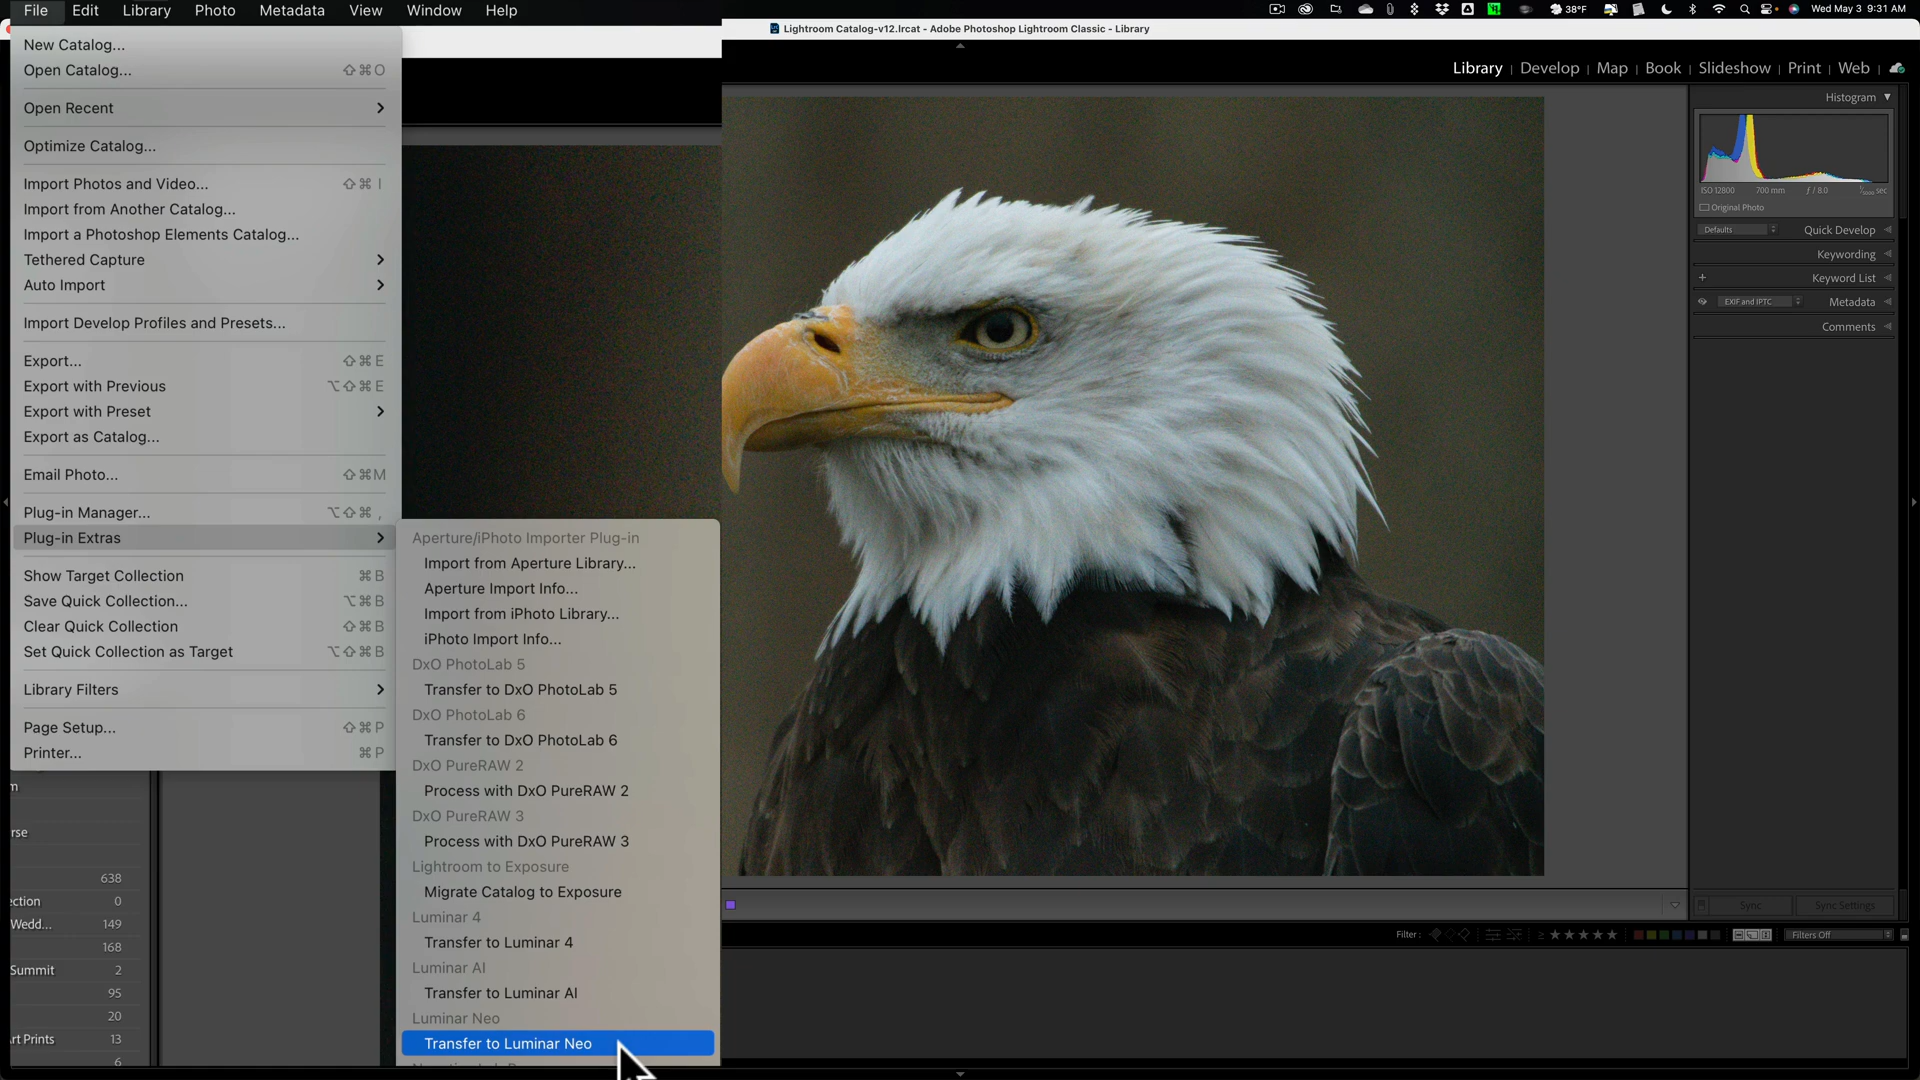 File Edit Library Photo Metadata View Window Help
38°F Wed May 3 9:31 AM
Lightroom Catalog-v12.lrcat - Adobe Photoshop Lightroom Classic - Library
Library | Develop | Map | Book | Slideshow | Print | Web |
New Catalog...
Open Catalog... ⇧⌘O
Open Recent
Optimize Catalog...
Import Photos and Video... ⇧⌘I
Import from Another Catalog...
Import a Photoshop Elements Catalog...
Tethered Capture
Auto Import
Import Develop Profiles and Presets...
Export... ⇧⌘E
Export with Previous ⌥⇧⌘E
Export with Preset
Export as Catalog...
Email Photo... ⇧⌘M
Plug-in Manager... ⌥⇧⌘,
Plug-in Extras
Show Target Collection ⌘B
Save Quick Collection... ⌥⌘B
Clear Quick Collection ⇧⌘B
Set Quick Collection as Target ⌥⇧⌘B
Library Filters
Page Setup... ⇧⌘P
Printer... ⌘P
Aperture/iPhoto Importer Plug-in
Import from Aperture Library...
Aperture Import Info...
Import from iPhoto Library...
iPhoto Import Info...
DxO PhotoLab 5
Transfer to DxO PhotoLab 5
DxO PhotoLab 6
Transfer to DxO PhotoLab 6
DxO PureRAW 2
Process with DxO PureRAW 2
DxO PureRAW 3
Process with DxO PureRAW 3
Lightroom to Exposure
Migrate Catalog to Exposure
Luminar 4
Transfer to Luminar 4
Luminar AI
Transfer to Luminar AI
Luminar Neo
Transfer to Luminar Neo
m
rse
638
ection 0
Wedd... 149
168
Summit 2
95
20
rt Prints 13
6
Histogram
ISO 12800 700 mm ƒ / 8.0 sec
Original Photo
Defaults Quick Develop
Keywording
+ Keyword List
EXIF and IPTC Metadata
Comments
Sync Sync Settings
Filter : ≥ ★★★★★ Filters Off